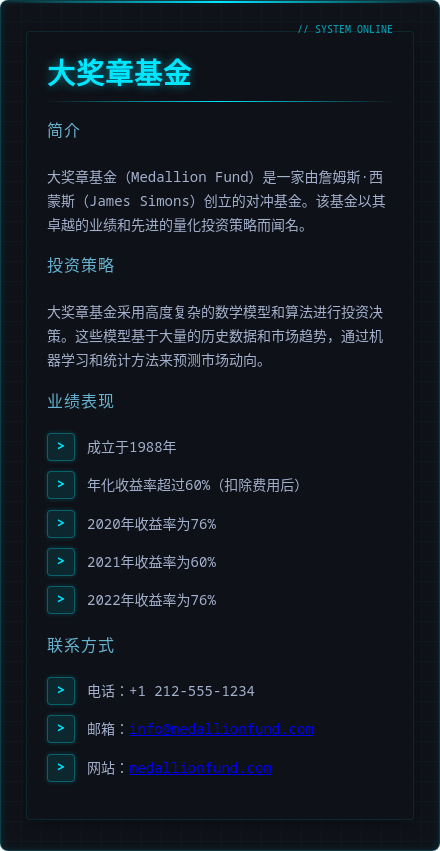 // SYSTEM ONLINE
大奖章基金
简介
大奖章基金（Medallion Fund）是一家由詹姆斯·西
蒙斯（James Simons）创立的对冲基金。该基金以其
卓越的业绩和先进的量化投资策略而闻名。
投资策略
大奖章基金采用高度复杂的数学模型和算法进行投资决
策。这些模型基于大量的历史数据和市场趋势，通过机
器学习和统计方法来预测市场动向。
业绩表现
> 成立于1988年
> 年化收益率超过60%（扣除费用后）
> 2020年收益率为76%
> 2021年收益率为60%
> 2022年收益率为76%
联系方式
> 电话：+1 212-555-1234
> 邮箱：info@medallionfund.com
> 网站：medallionfund.com